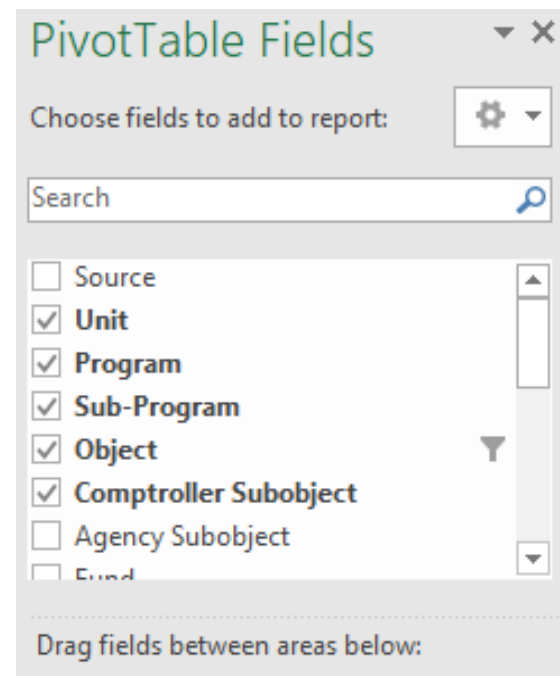 PivotTable Fields
Choose fields to add to report:
Search
Source
Unit
Program
Sub-Program
Object
Comptroller Subobject
Agency Subobject
Fund
Drag fields between areas below: